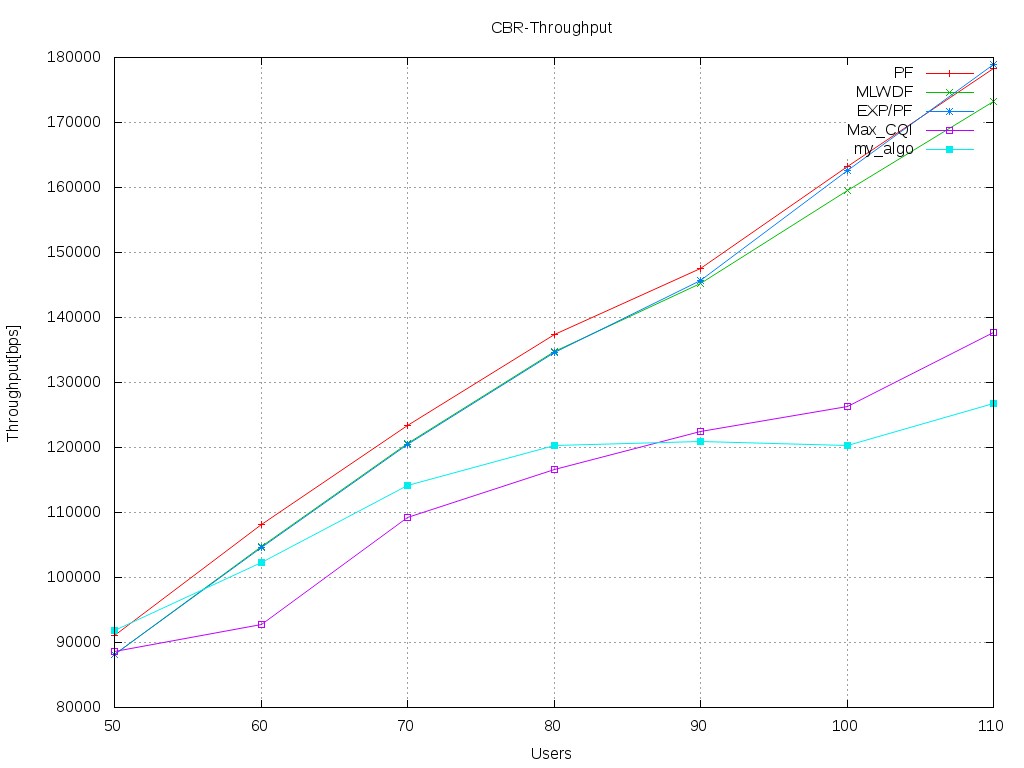 CBR-Throughput
180000
170000
160000
150000
140000
130000
120000
110000
100000
90000
80000
Throughput[bps]
PF
MLWDF
EXP/PF
Max_CQI
my_algo
50 60 70 80 90 100 110
Users